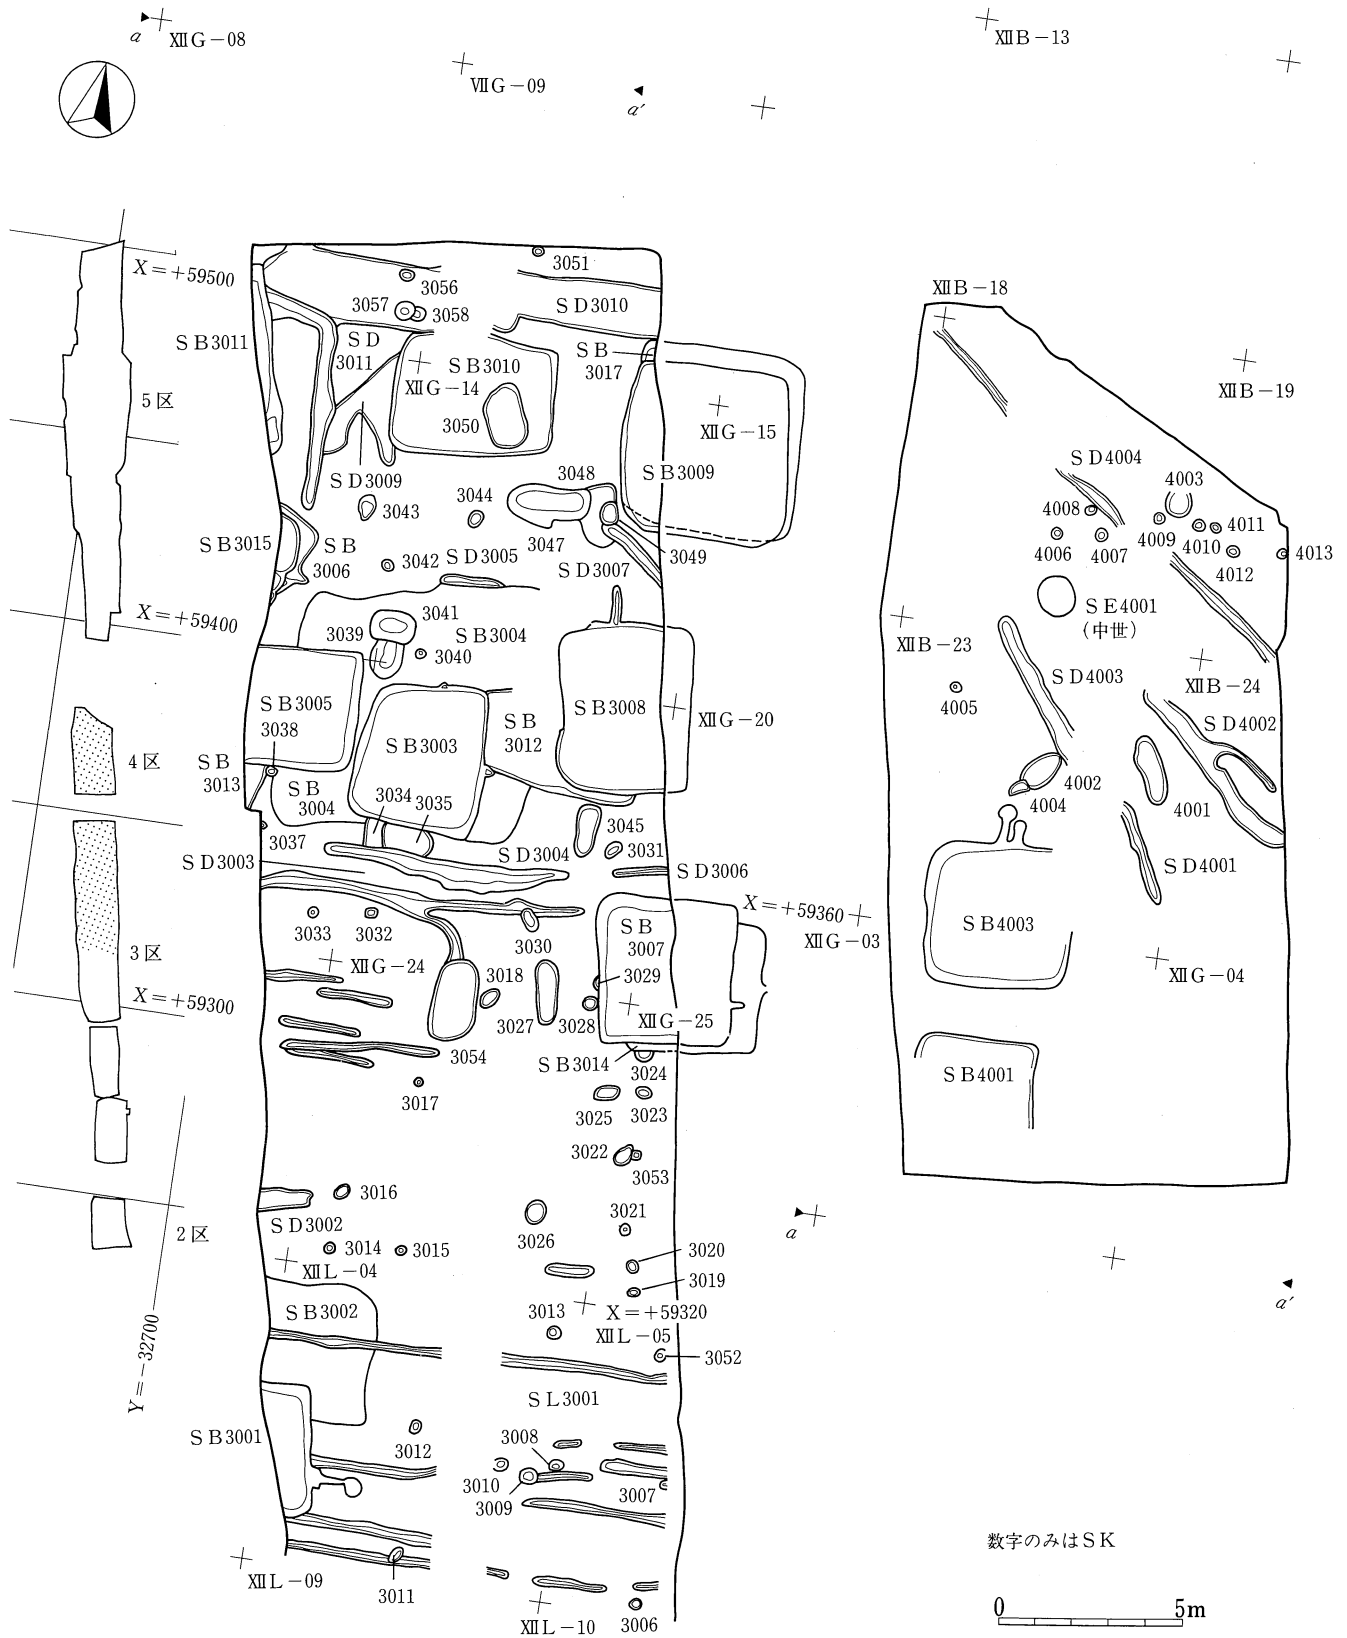 a
ⅫG－08
ⅦG－09
a′
ⅫB－13
X＝＋59500
5区
X＝＋59400
4区
3区
X＝＋59300
2区
Y＝－32700
3051
3056
3057
3058
SD3010
SB3011
SD
3011
SB3010
ⅫG－14
3050
SB
3017
ⅫG－15
SB3009
SD3009
3043
3044
3048
3047
3049
SB3015
SB
3006
3042
SD3005
SD3007
3041
3039
SB3004
3040
SB3005
3038
SB3003
SB
3012
SB3008
ⅫG－20
SB
3013
SB
3004
3034
3035
3037
3045
SD3003
SD3004
3031
SD3006
3033
3032
3030
SB
3007
X＝＋59360
ⅫG－03
ⅫG－24
3018
3029
3027
3028
ⅫG－25
3054
SB3014
3024
3017
3025
3023
3022
3053
3016
SD3002
3026
3021
3014
3015
3020
ⅫL－04
3019
SB3002
3013
X＝＋59320
ⅫL－05
3052
SL3001
SB3001
3012
3008
3010
3009
3007
ⅫL－09
3011
ⅫL－10
3006
ⅫB－18
ⅫB－19
SD4004
4003
4008
4009
4010
4011
4006
4007
4012
4013
SE4001
(中世)
ⅫB－23
ⅫB－24
SD4003
4005
SD4002
4002
4004
4001
SD4001
SB4003
ⅫG－04
SB4001
a
a′
数字のみはSK
0
5m